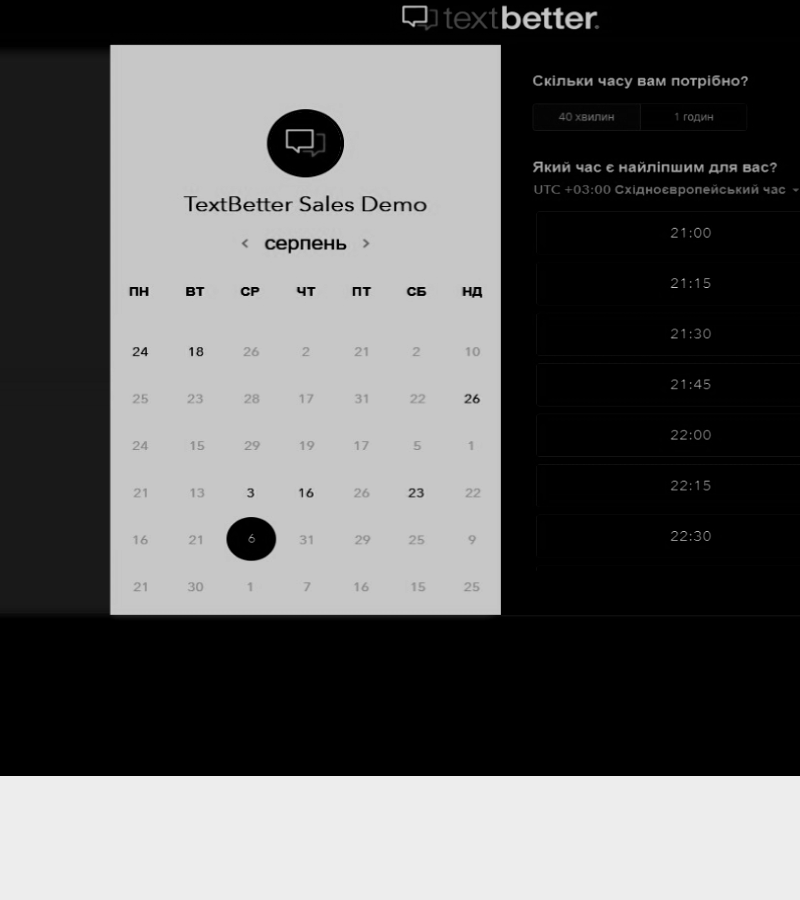 textbetter.
TextBetter Sales Demo
< серпень >
ПН ВТ СР ЧТ ПТ СБ НД
24 18 26 2 21 2 10
25 23 28 17 31 22 26
24 15 29 19 17 5 1
21 13 3 16 26 23 22
16 21 6 31 29 25 9
21 30 1 7 16 15 25
Скільки часу вам потрібно?
40 хвилин 1 годин
Який час є найліпшим для вас?
UTC +03:00 Східноєвропейський час
21:00
21:15
21:30
21:45
22:00
22:15
22:30